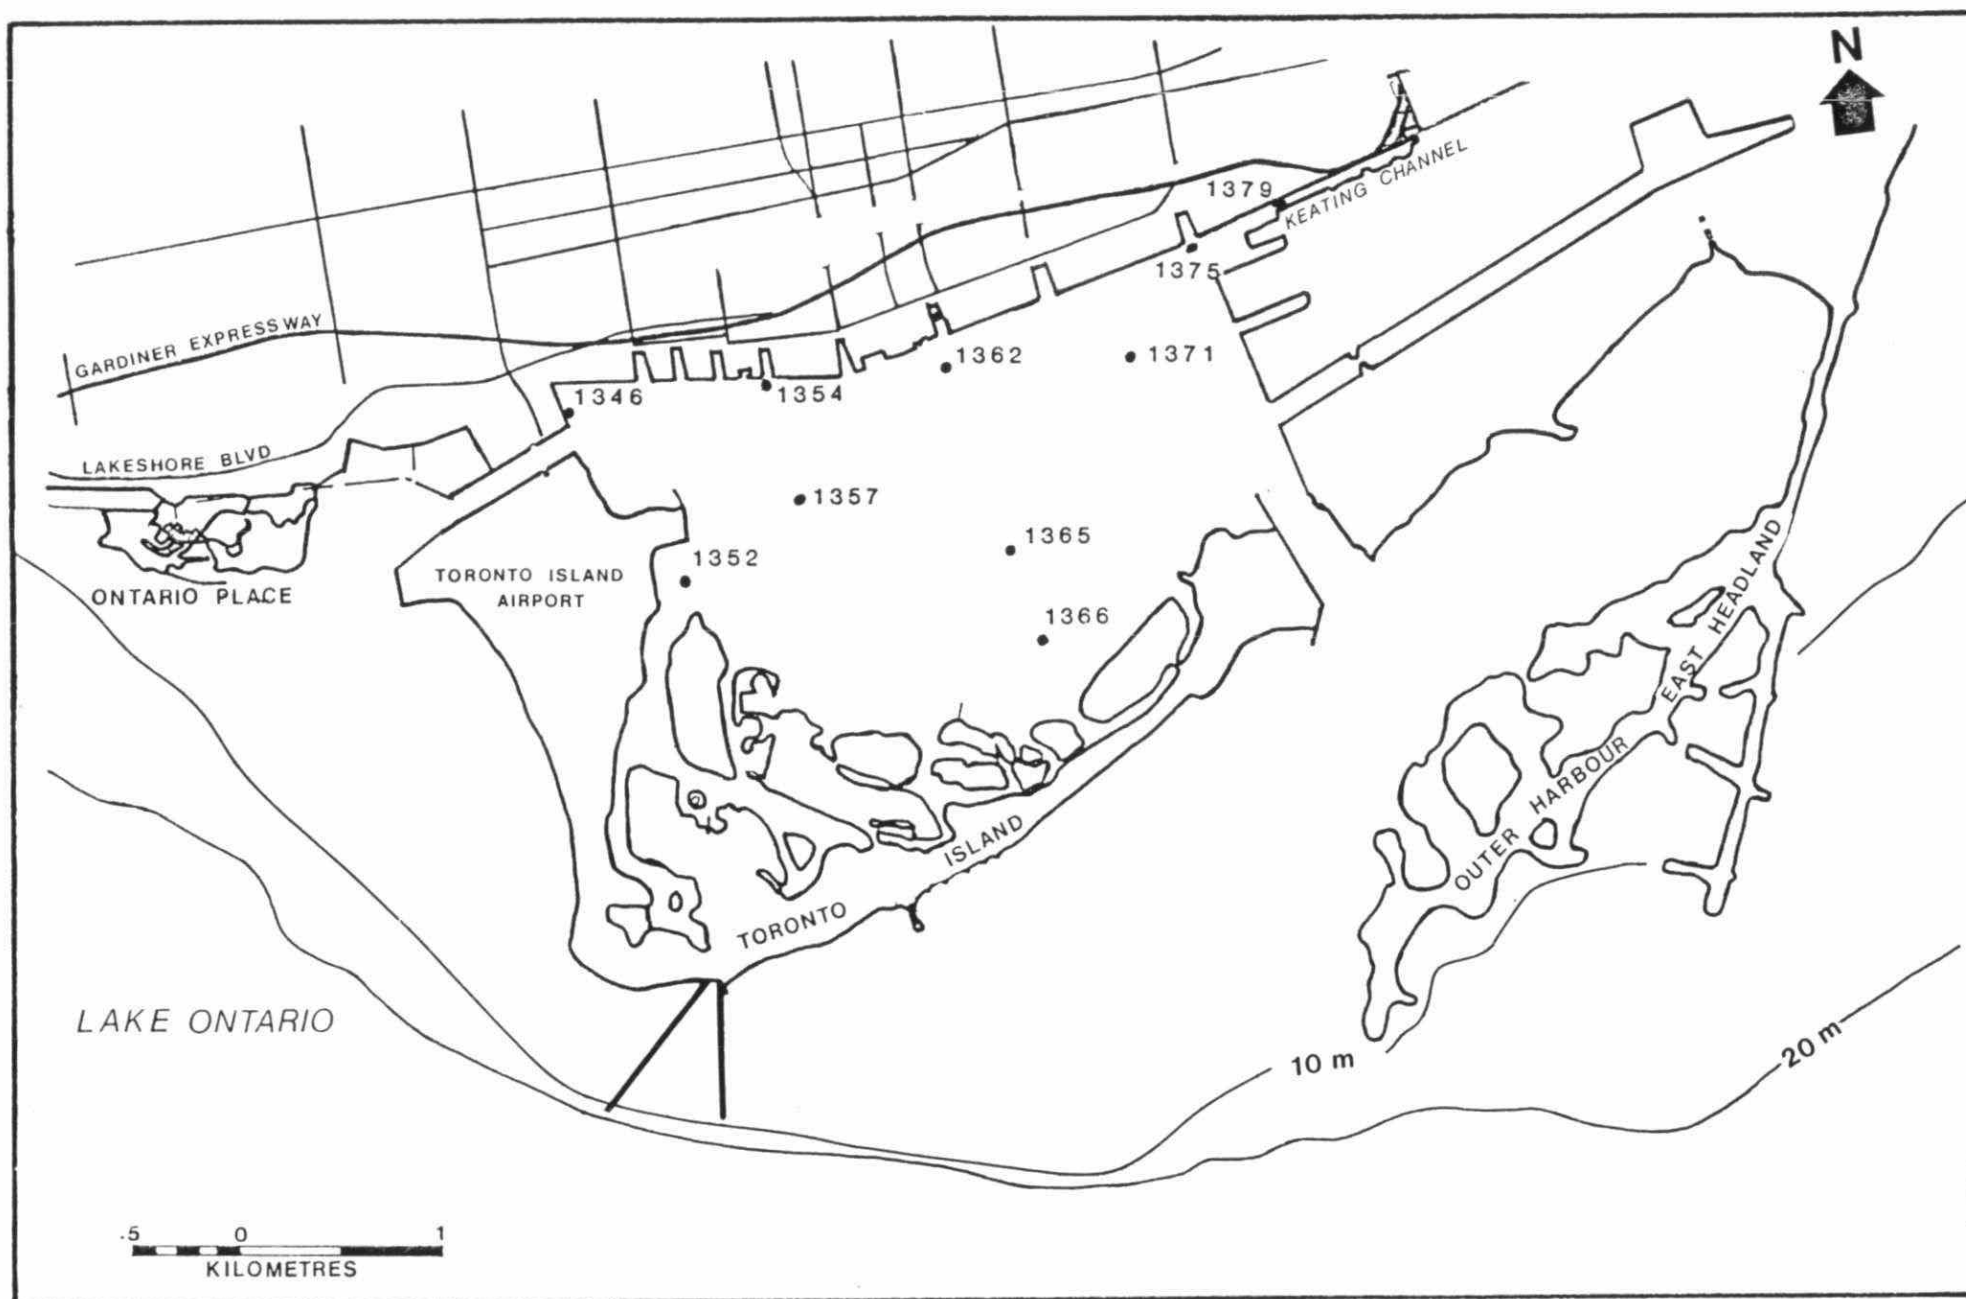 N
1379
KEATING CHANNEL
1375
GARDINER EXPRESSWAY
1362
1371
1346
1354
LAKESHORE BLVD
1357
1365
1352
TORONTO ISLAND
AIRPORT
ONTARIO PLACE
1366
OUTER HARBOUR EAST HEADLAND
TORONTO ISLAND
LAKE ONTARIO
10 m
20 m
.5 0 1
KILOMETRES